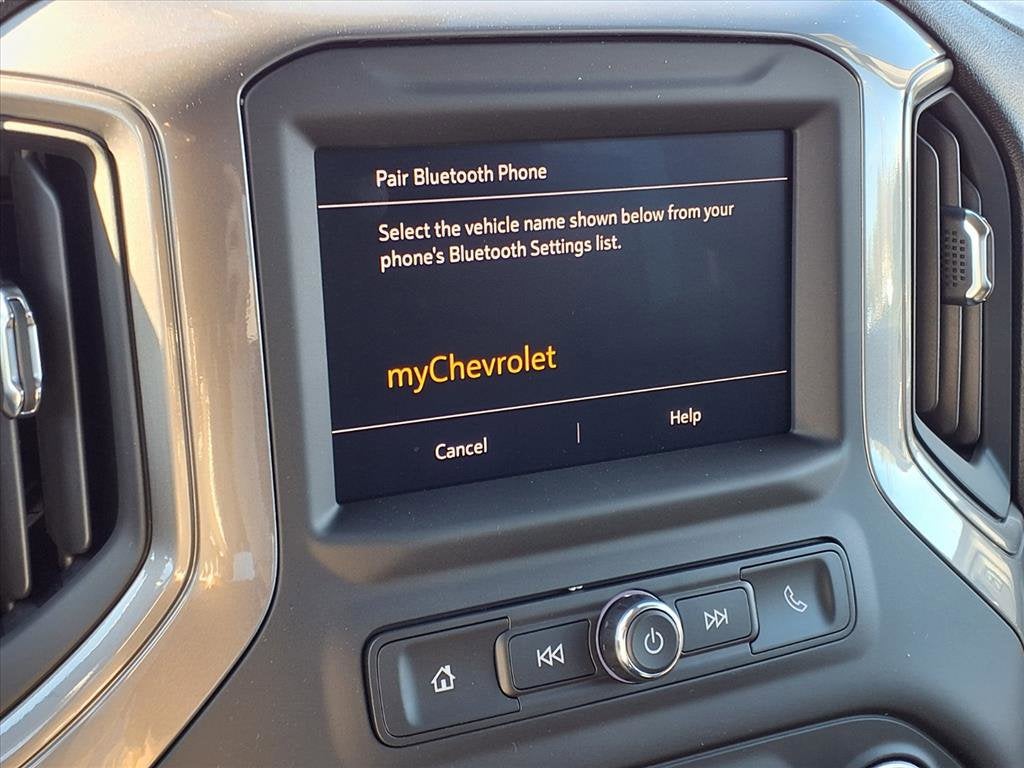 Pair Bluetooth Phone
Select the vehicle name shown below from your
phone's Bluetooth Settings list.
myChevrolet
Cancel | Help